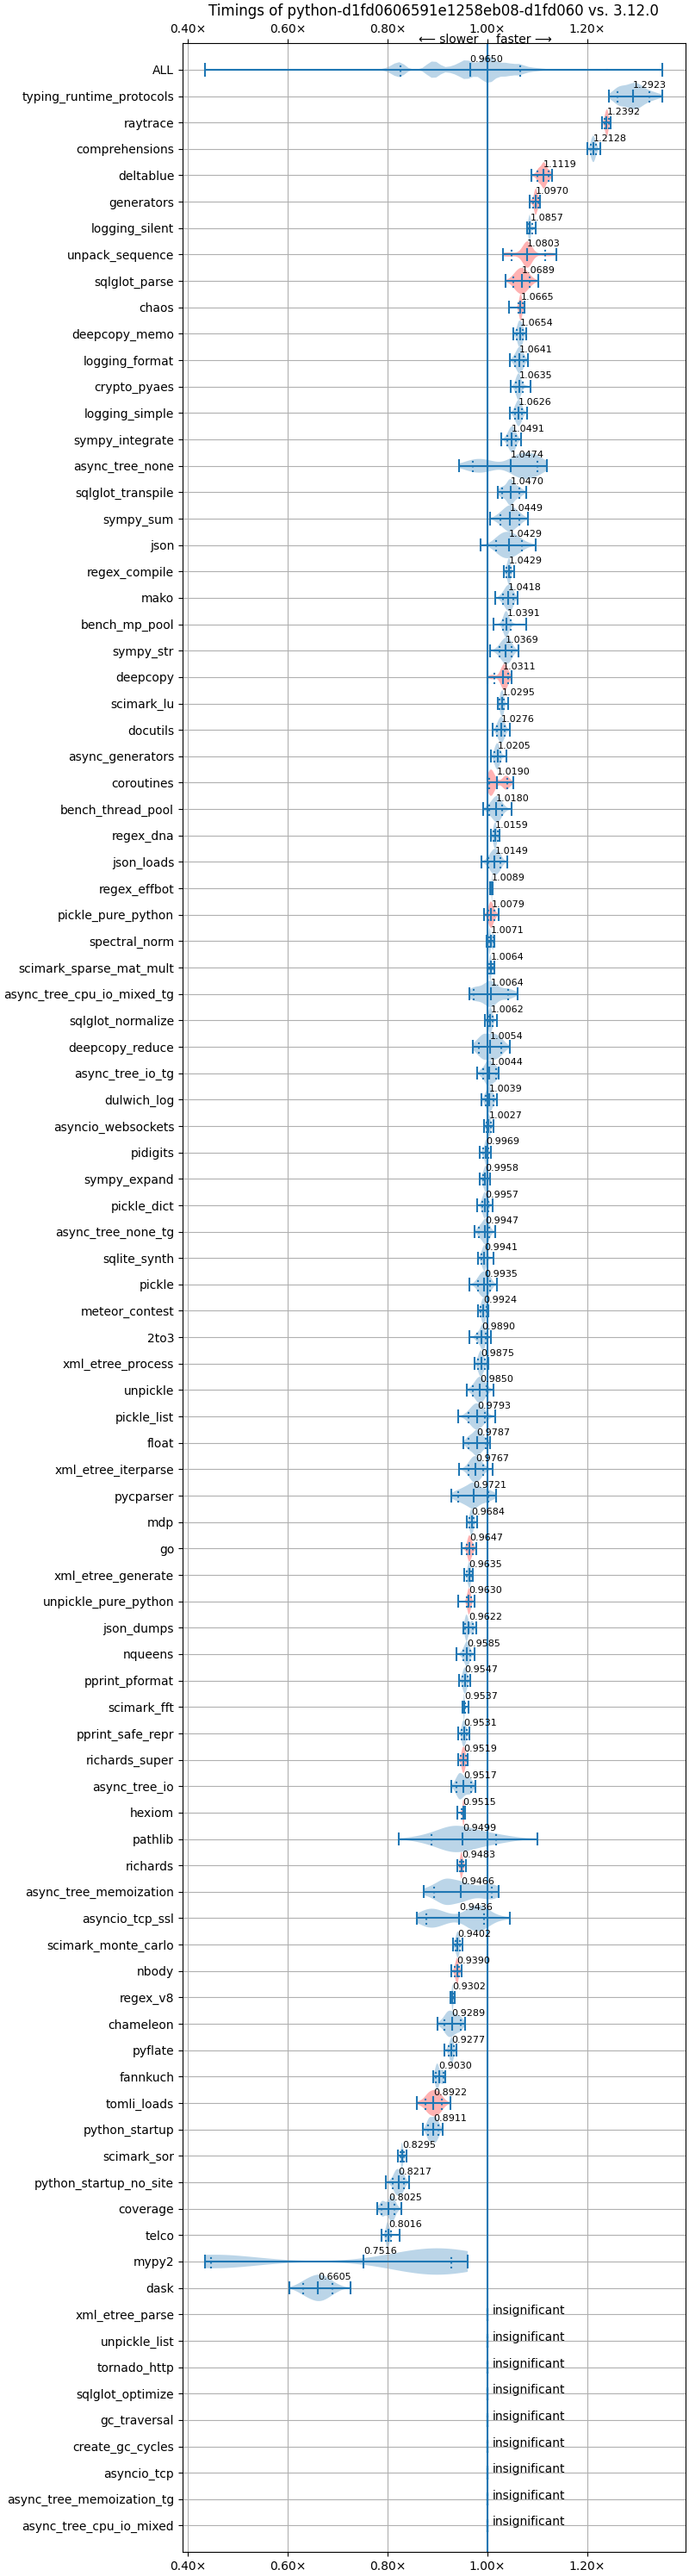 Timings of python-d1fd0606591e1258eb08-d1fd060 vs. 3.12.0
0.40× 0.60× 0.80× 1.00× 1.20×
⟵ slower faster ⟶
ALL 0.9650
typing_runtime_protocols 1.2923
raytrace 1.2392
comprehensions 1.2128
deltablue 1.1119
generators 1.0970
logging_silent 1.0857
unpack_sequence 1.0803
sqlglot_parse 1.0689
chaos 1.0665
deepcopy_memo 1.0654
logging_format 1.0641
crypto_pyaes 1.0635
logging_simple 1.0626
sympy_integrate 1.0491
async_tree_none 1.0474
sqlglot_transpile 1.0470
sympy_sum 1.0449
json 1.0429
regex_compile 1.0429
mako 1.0418
bench_mp_pool 1.0391
sympy_str 1.0369
deepcopy 1.0311
scimark_lu 1.0295
docutils 1.0276
async_generators 1.0205
coroutines 1.0190
bench_thread_pool 1.0180
regex_dna 1.0159
json_loads 1.0149
regex_effbot 1.0089
pickle_pure_python 1.0079
spectral_norm 1.0071
scimark_sparse_mat_mult 1.0064
async_tree_cpu_io_mixed_tg 1.0064
sqlglot_normalize 1.0062
deepcopy_reduce 1.0054
async_tree_io_tg 1.0044
dulwich_log 1.0039
asyncio_websockets 1.0027
pidigits 0.9969
sympy_expand 0.9958
pickle_dict 0.9957
async_tree_none_tg 0.9947
sqlite_synth 0.9941
pickle 0.9935
meteor_contest 0.9924
2to3 0.9890
xml_etree_process 0.9875
unpickle 0.9850
pickle_list 0.9793
float 0.9787
xml_etree_iterparse 0.9767
pycparser 0.9721
mdp 0.9684
go 0.9647
xml_etree_generate 0.9635
unpickle_pure_python 0.9630
json_dumps 0.9622
nqueens 0.9585
pprint_pformat 0.9547
scimark_fft 0.9537
pprint_safe_repr 0.9531
richards_super 0.9519
async_tree_io 0.9517
hexiom 0.9515
pathlib 0.9499
richards 0.9483
async_tree_memoization 0.9466
asyncio_tcp_ssl 0.9436
scimark_monte_carlo 0.9402
nbody 0.9390
regex_v8 0.9302
chameleon 0.9289
pyflate 0.9277
fannkuch 0.9030
tomli_loads 0.8922
python_startup 0.8911
scimark_sor 0.8295
python_startup_no_site 0.8217
coverage 0.8025
telco 0.8016
mypy2 0.7516
dask 0.6605
xml_etree_parse insignificant
unpickle_list insignificant
tornado_http insignificant
sqlglot_optimize insignificant
gc_traversal insignificant
create_gc_cycles insignificant
asyncio_tcp insignificant
async_tree_memoization_tg insignificant
async_tree_cpu_io_mixed insignificant
0.40× 0.60× 0.80× 1.00× 1.20×